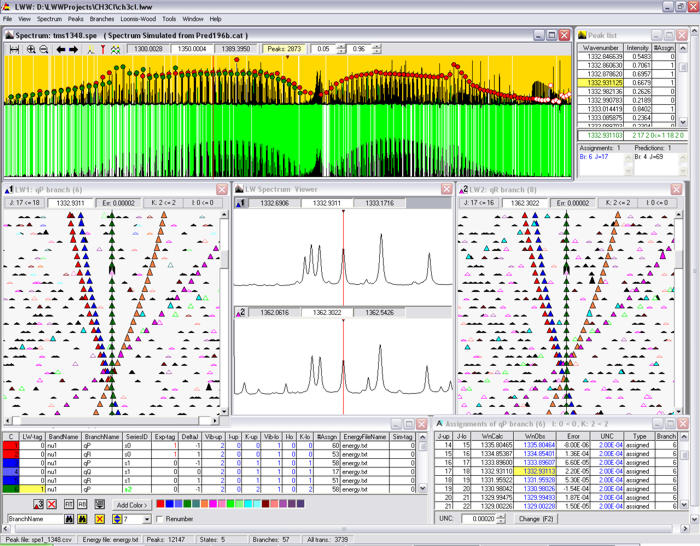 LWW: D:\LWWProjects\CH3Cl\ch3cl.lww
File View Spectrum Peaks Branches Loomis-Wood Tools Window Help
Spectrum: tms1348.spe ( Spectrum Simulated from Pred196b.cat )
1300.0028 1350.0004 1389.3950 Peaks: 2873 0.05 0.96
Peak list
Wavenumber Intensity #Assgn
1332.846639 0.5483 0
1332.860630 0.7061 1
1332.878620 0.6957 1
1332.931125 0.6679 1
1332.982136 0.2626 0
1332.990783 0.2189 0
1333.014419 0.8402 1
1333.085875 0.2364 0
1332.931103 2 17 2 0<+1 18 2 0
Assignments: 1 Predictions: 1
Br: 6 J=17 Br: 4 J=69
1 LW1: qP branch (6)
J: 17 <= 18 1332.9311 Err: 0.00002 K: 2 <= 2 l: 0 <= 0
LW Spectrum Viewer
1 1332.6906 1332.9311 1333.1716
2 1362.0616 1362.3022 1362.5426
2 LW2: qR branch (8)
J: 17 <= 16 1362.3022 Err: 0.00002 K: 2 <= 2 l: 0 <= 0
C LW-tag BandName BranchName SeriesID Exp-tag DeltaJ Vib-up l-up K-up Vib-lo l-lo K-lo #Assgn EnergyFileName Sim-tag
1 0 nu1 qP s0 1 -1 2 0 0 0 0 0 60 energy.txt 0
2 0 nu1 qR s0 1 1 2 0 0 0 0 0 53 energy.txt 0
3 0 nu1 qP s1 0 -1 2 0 1 0 0 1 58 energy.txt 0
4 0 nu1 qR s1 0 1 2 0 1 0 0 1 57 energy.txt 0
6 1 nu1 qP s2 0 -1 2 0 2 0 0 2 58 energy.txt 0
Add Color >
BranchName 7 Renumber
Assignments of qP branch (6) l: 0 < 0, K: 2 = 2
J-up J-lo WnCalc WnObs Error UNC Type Branch
14 15 1335.80465 1335.80464 -8.00E-06 2.00E-04 assigned 6
15 16 1334.85387 1334.85401 1.36E-04 2.00E-04 assigned 6
16 17 1333.89600 1333.89607 6.60E-05 2.00E-04 assigned 6
17 18 1332.93110 1332.93113 2.20E-05 2.00E-04 assigned 6
18 19 1331.95922 1331.95928 5.30E-05 2.00E-04 assigned 6
19 20 1330.98042 1330.98026 -1.54E-04 2.00E-04 assigned 6
20 21 1329.99475 1329.99493 1.87E-04 2.00E-04 assigned 6
21 22 1329.00226 1329.00228 1.50E-05 2.00E-04 assigned 6
UNC: 0.00020 Change (F2)
Peak file: spe1_1348.csv Energy file: energy.txt Peaks: 12147 States: 5 Branches: 57 All trans.: 3739